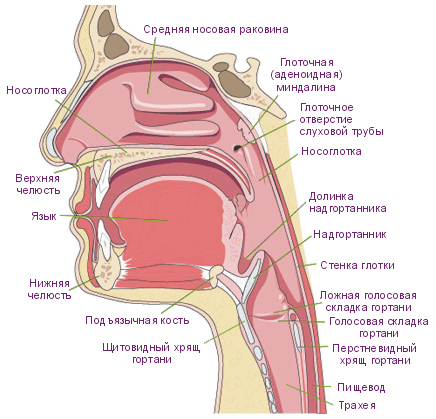 Средняя носовая раковина
Глоточная
(аденоидная)
миндалина
Носоглотка
Глоточное
отверстие
слуховой трубы
Носоглотка
Верхняя
челюсть
Язык
Долинка
надгортанника
Надгортанник
Стенка глотки
Нижняя
челюсть
Ложная голосовая
складка гортани
Подъязычная кость
Голосовая складка
гортани
Щитовидный хрящ
гортани
Перстневидный
хрящ гортани
Пищевод
Трахея